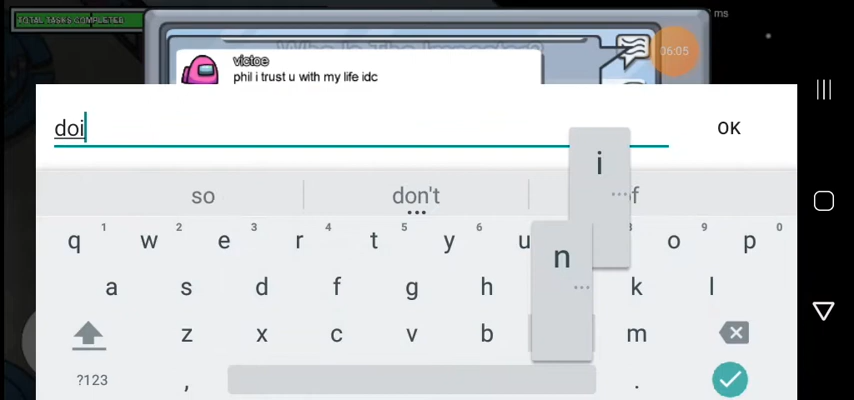 TOTAL TASKS COMPLETED
ms
Who Is The Impostor?
06:05
victoe
phil i trust u with my life idc
doi
OK
i
so
don't
n
1 2 3 4 5 6 9 0
q w e r t y u o p
a s d f g h k l
z x c v b m
?123 , .